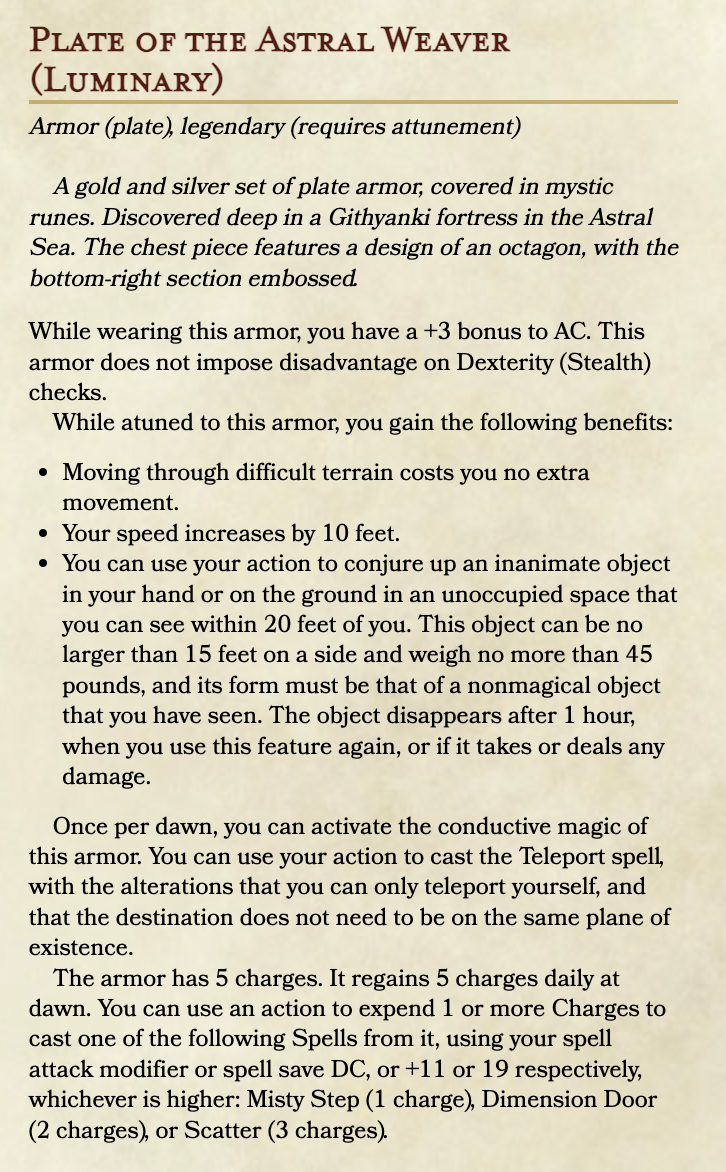 Plate of the Astral Weaver
(Luminary)
Armor (plate), legendary (requires attunement)
A gold and silver set of plate armor, covered in mystic
runes. Discovered deep in a Githyanki fortress in the Astral
Sea. The chest piece features a design of an octagon, with the
bottom-right section embossed.
While wearing this armor, you have a +3 bonus to AC. This
armor does not impose disadvantage on Dexterity (Stealth)
checks.
While atuned to this armor, you gain the following benefits:
• Moving through difficult terrain costs you no extra
movement.
• Your speed increases by 10 feet.
• You can use your action to conjure up an inanimate object
in your hand or on the ground in an unoccupied space that
you can see within 20 feet of you. This object can be no
larger than 15 feet on a side and weigh no more than 45
pounds, and its form must be that of a nonmagical object
that you have seen. The object disappears after 1 hour,
when you use this feature again, or if it takes or deals any
damage.
Once per dawn, you can activate the conductive magic of
this armor. You can use your action to cast the Teleport spell,
with the alterations that you can only teleport yourself, and
that the destination does not need to be on the same plane of
existence.
The armor has 5 charges. It regains 5 charges daily at
dawn. You can use an action to expend 1 or more Charges to
cast one of the following Spells from it, using your spell
attack modifier or spell save DC, or +11 or 19 respectively,
whichever is higher: Misty Step (1 charge), Dimension Door
(2 charges), or Scatter (3 charges).